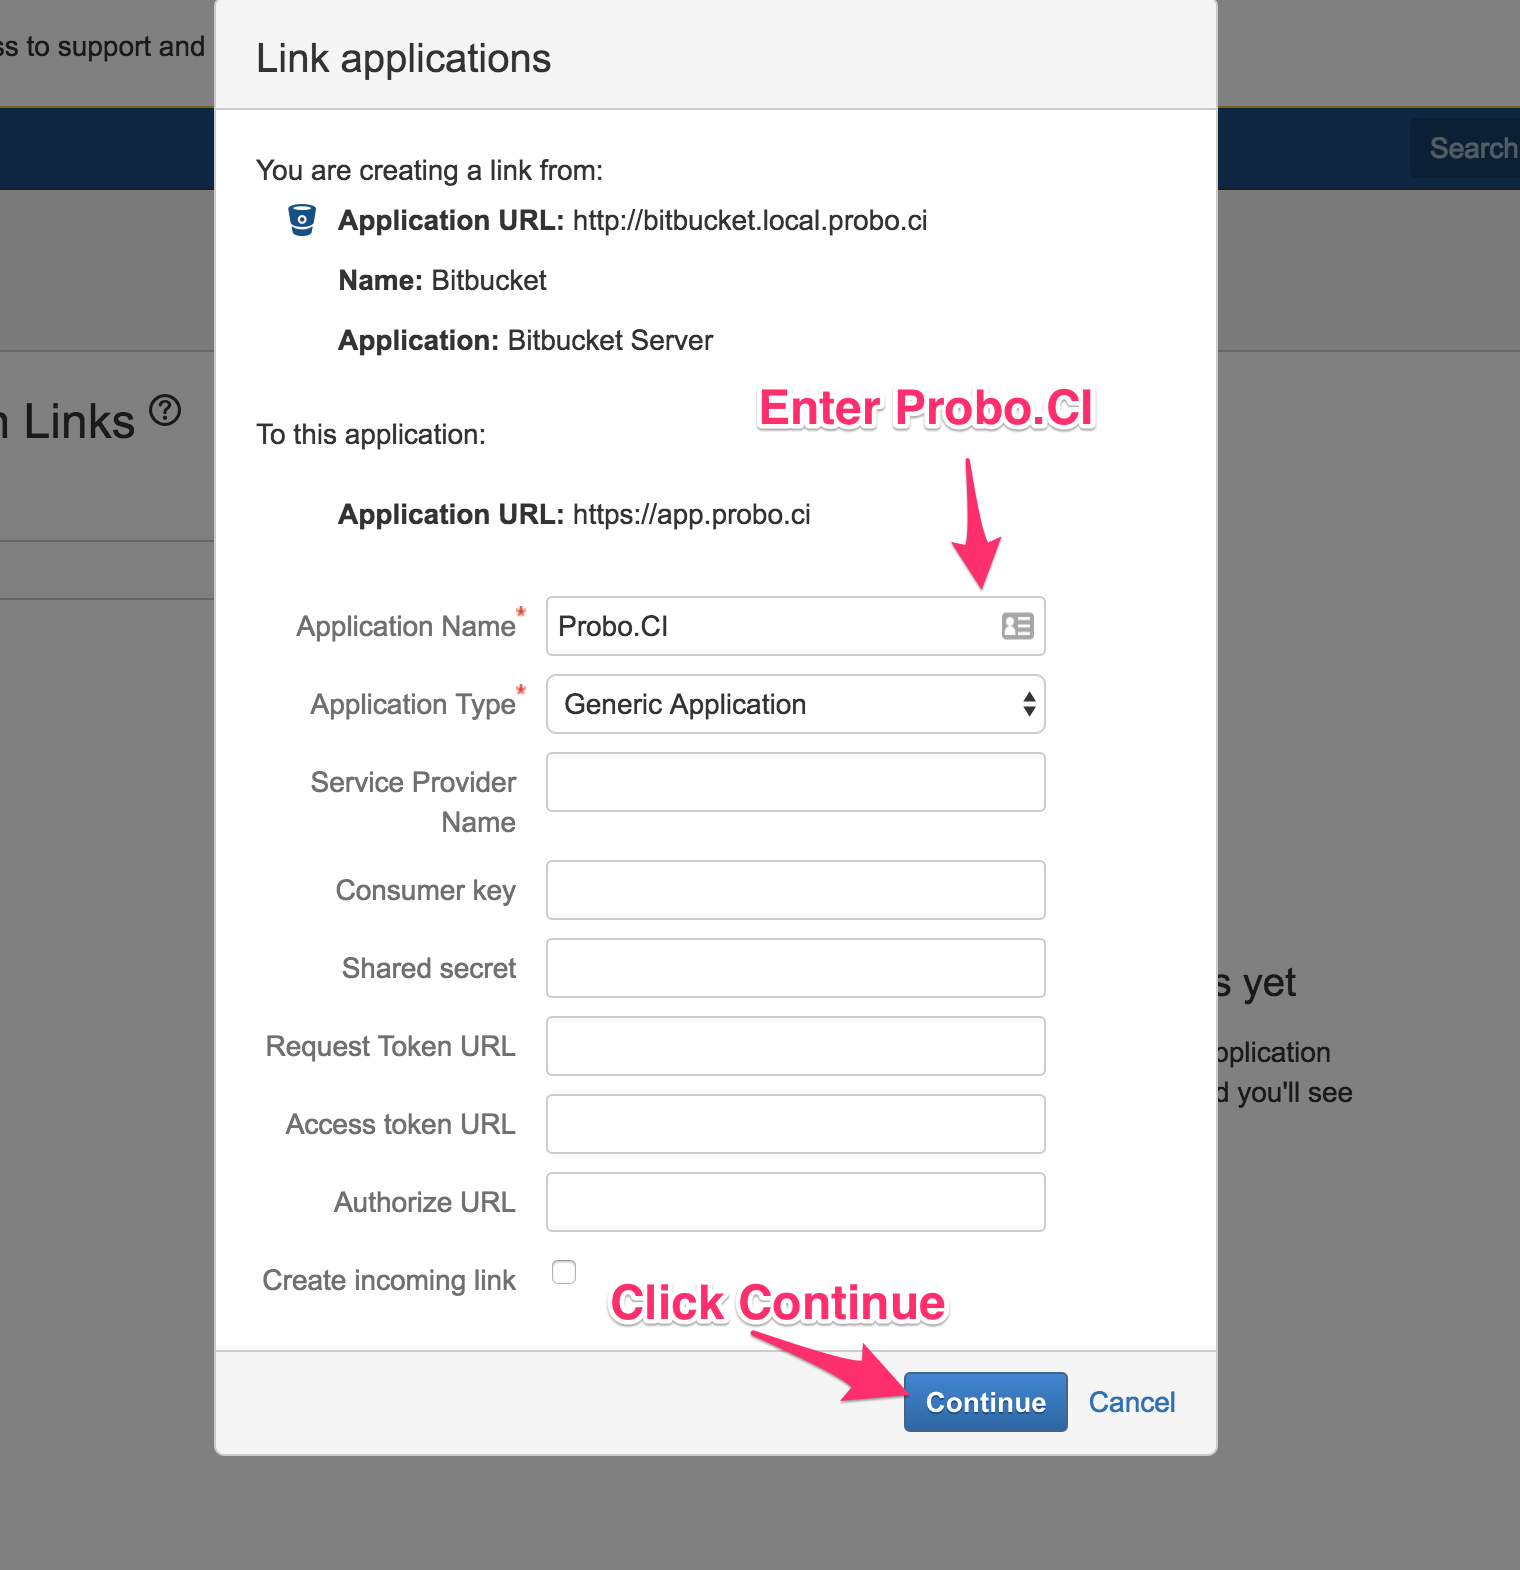 ss to support and
Link applications
Search
You are creating a link from:
Application URL: http://bitbucket.local.probo.ci
Name: Bitbucket
Application: Bitbucket Server
Enter Probo.CI
Links ?
To this application:
Application URL: https://app.probo.ci
Application Name*
Probo.CI
Application Type*
Generic Application
Service Provider
Name
Consumer key
Shared secret
s yet
Request Token URL
pplication
d you'll see
Access token URL
Authorize URL
Create incoming link
Click Continue
Continue
Cancel